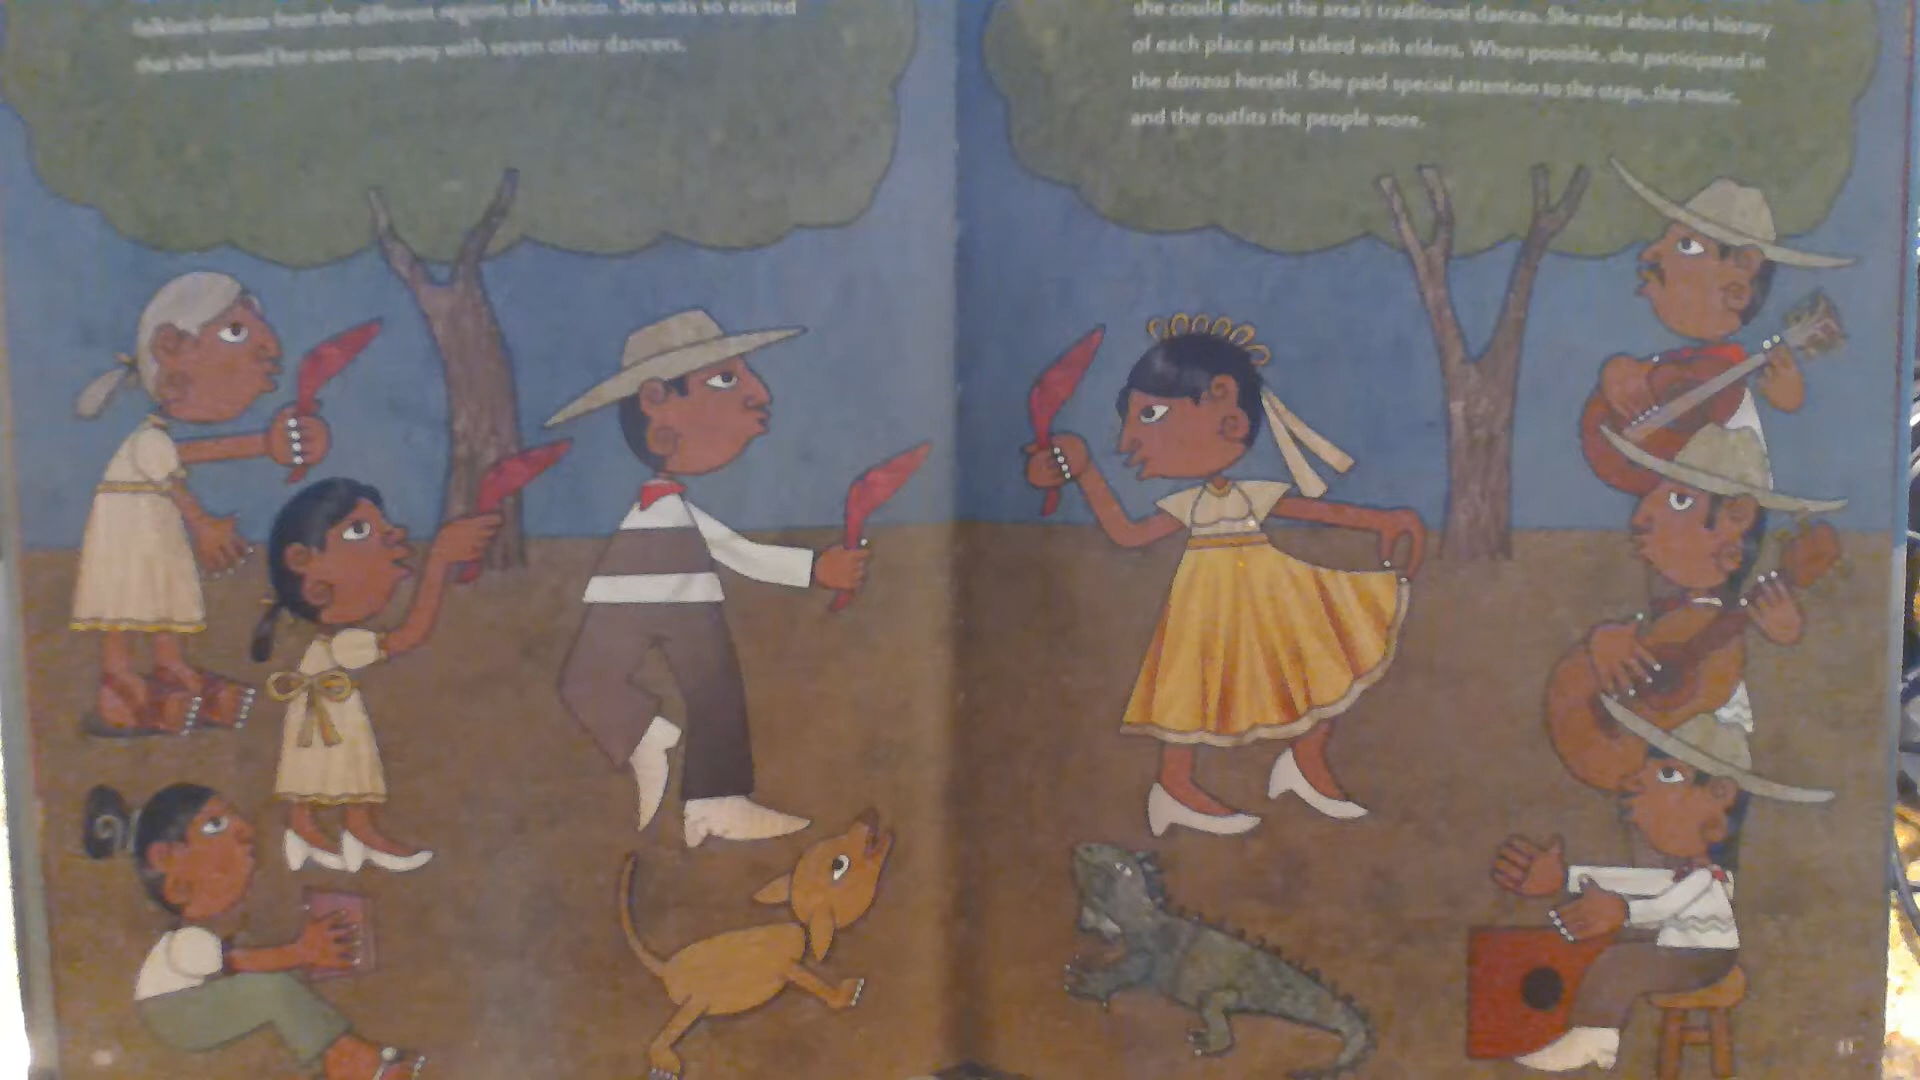 folkloric dances from the different regions of Mexico. She was so excited
that she formed her own company with seven other dancers.
she could about the area's traditional dances. She read about the history
of each place and talked with elders. When possible, she participated in
the danzas herself. She paid special attention to the steps, the music,
and the outfits the people wore.
11